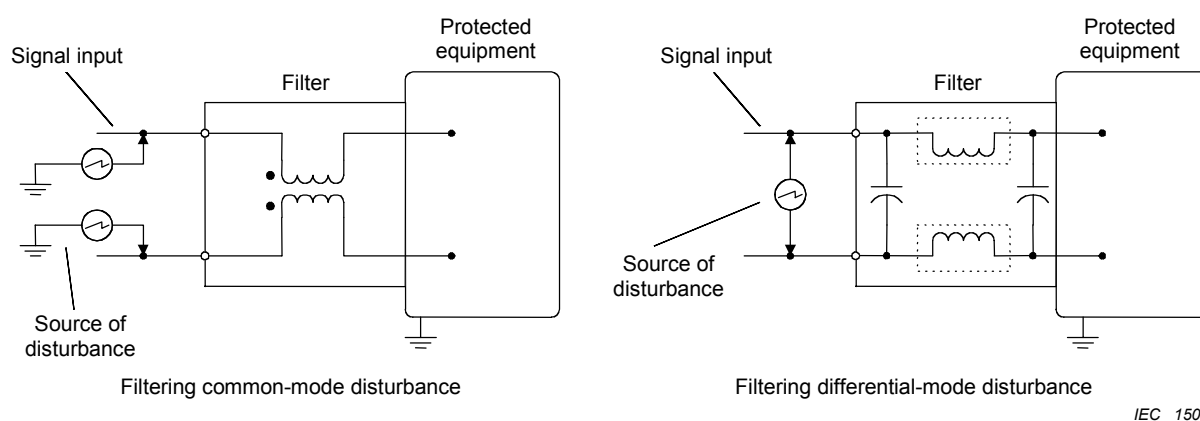 Protected
equipment
Signal input
Filter
Source of
disturbance
Filtering common-mode disturbance
Protected
equipment
Signal input
Filter
Source of
disturbance
Filtering differential-mode disturbance
IEC 150